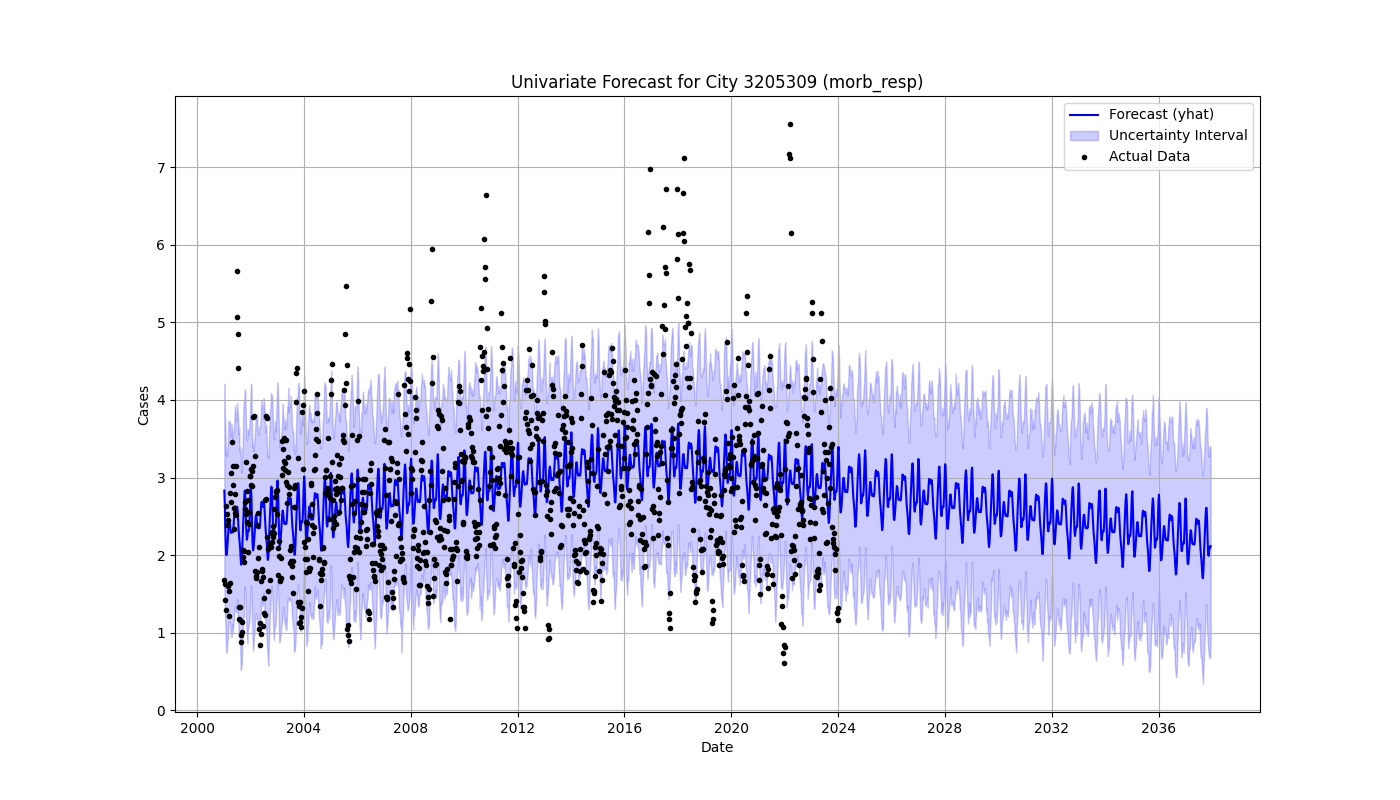 Univariate Forecast for City 3205309 (morb_resp)
Forecast (yhat)
Uncertainty Interval
Actual Data
Cases
7
6
5
4
3
2
1
0
2000 2004 2008 2012 2016 2020 2024 2028 2032 2036
Date